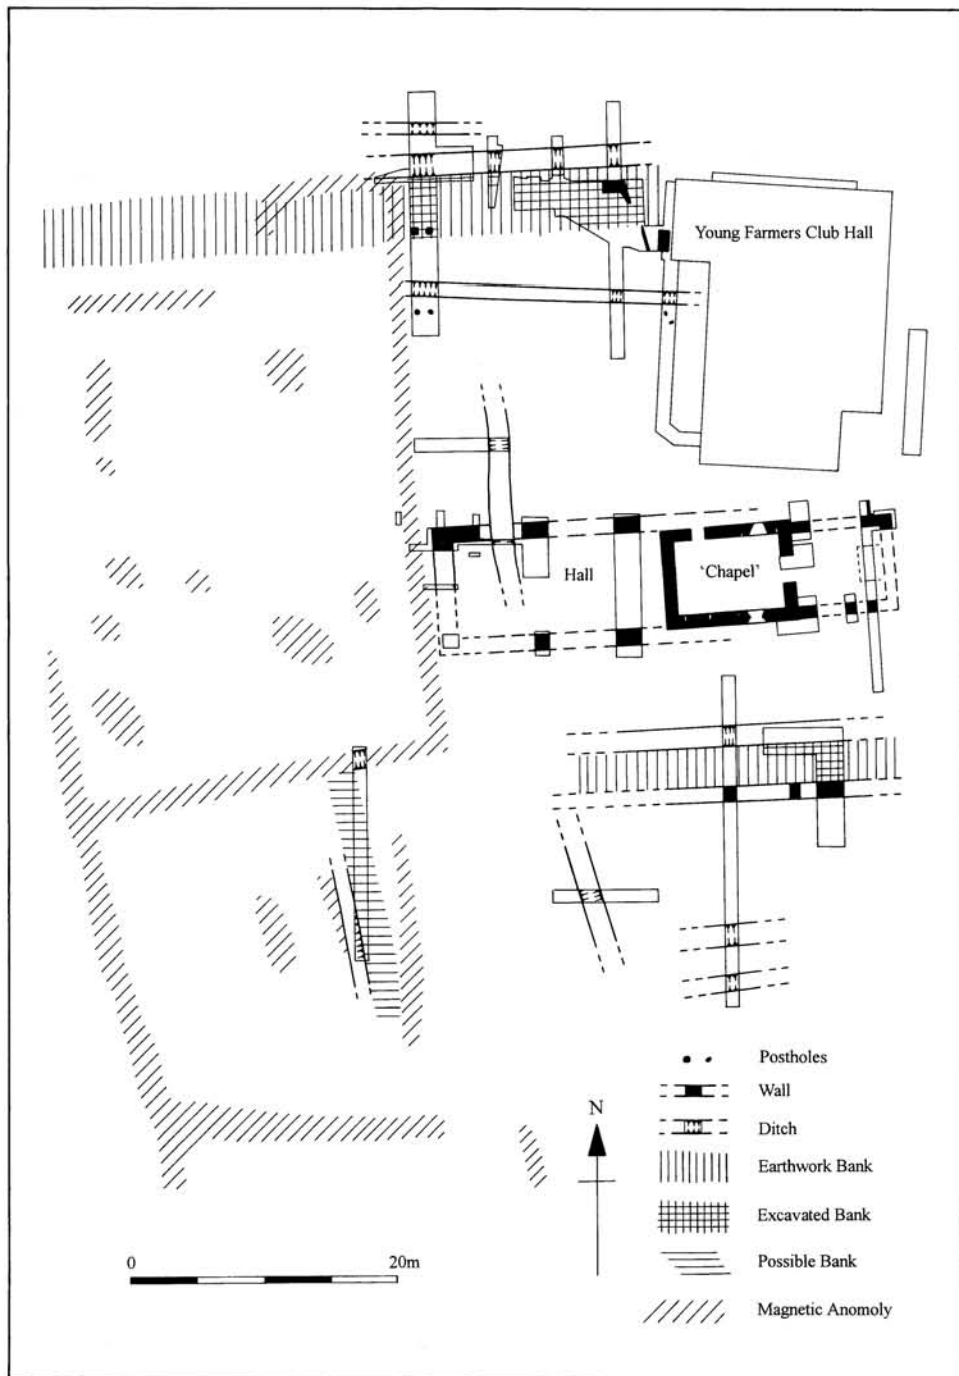 Young Farmers Club Hall
Hall
'Chapel'
Postholes
Wall
N
Ditch
Earthwork Bank
Excavated Bank
0 20m
Possible Bank
Magnetic Anomoly